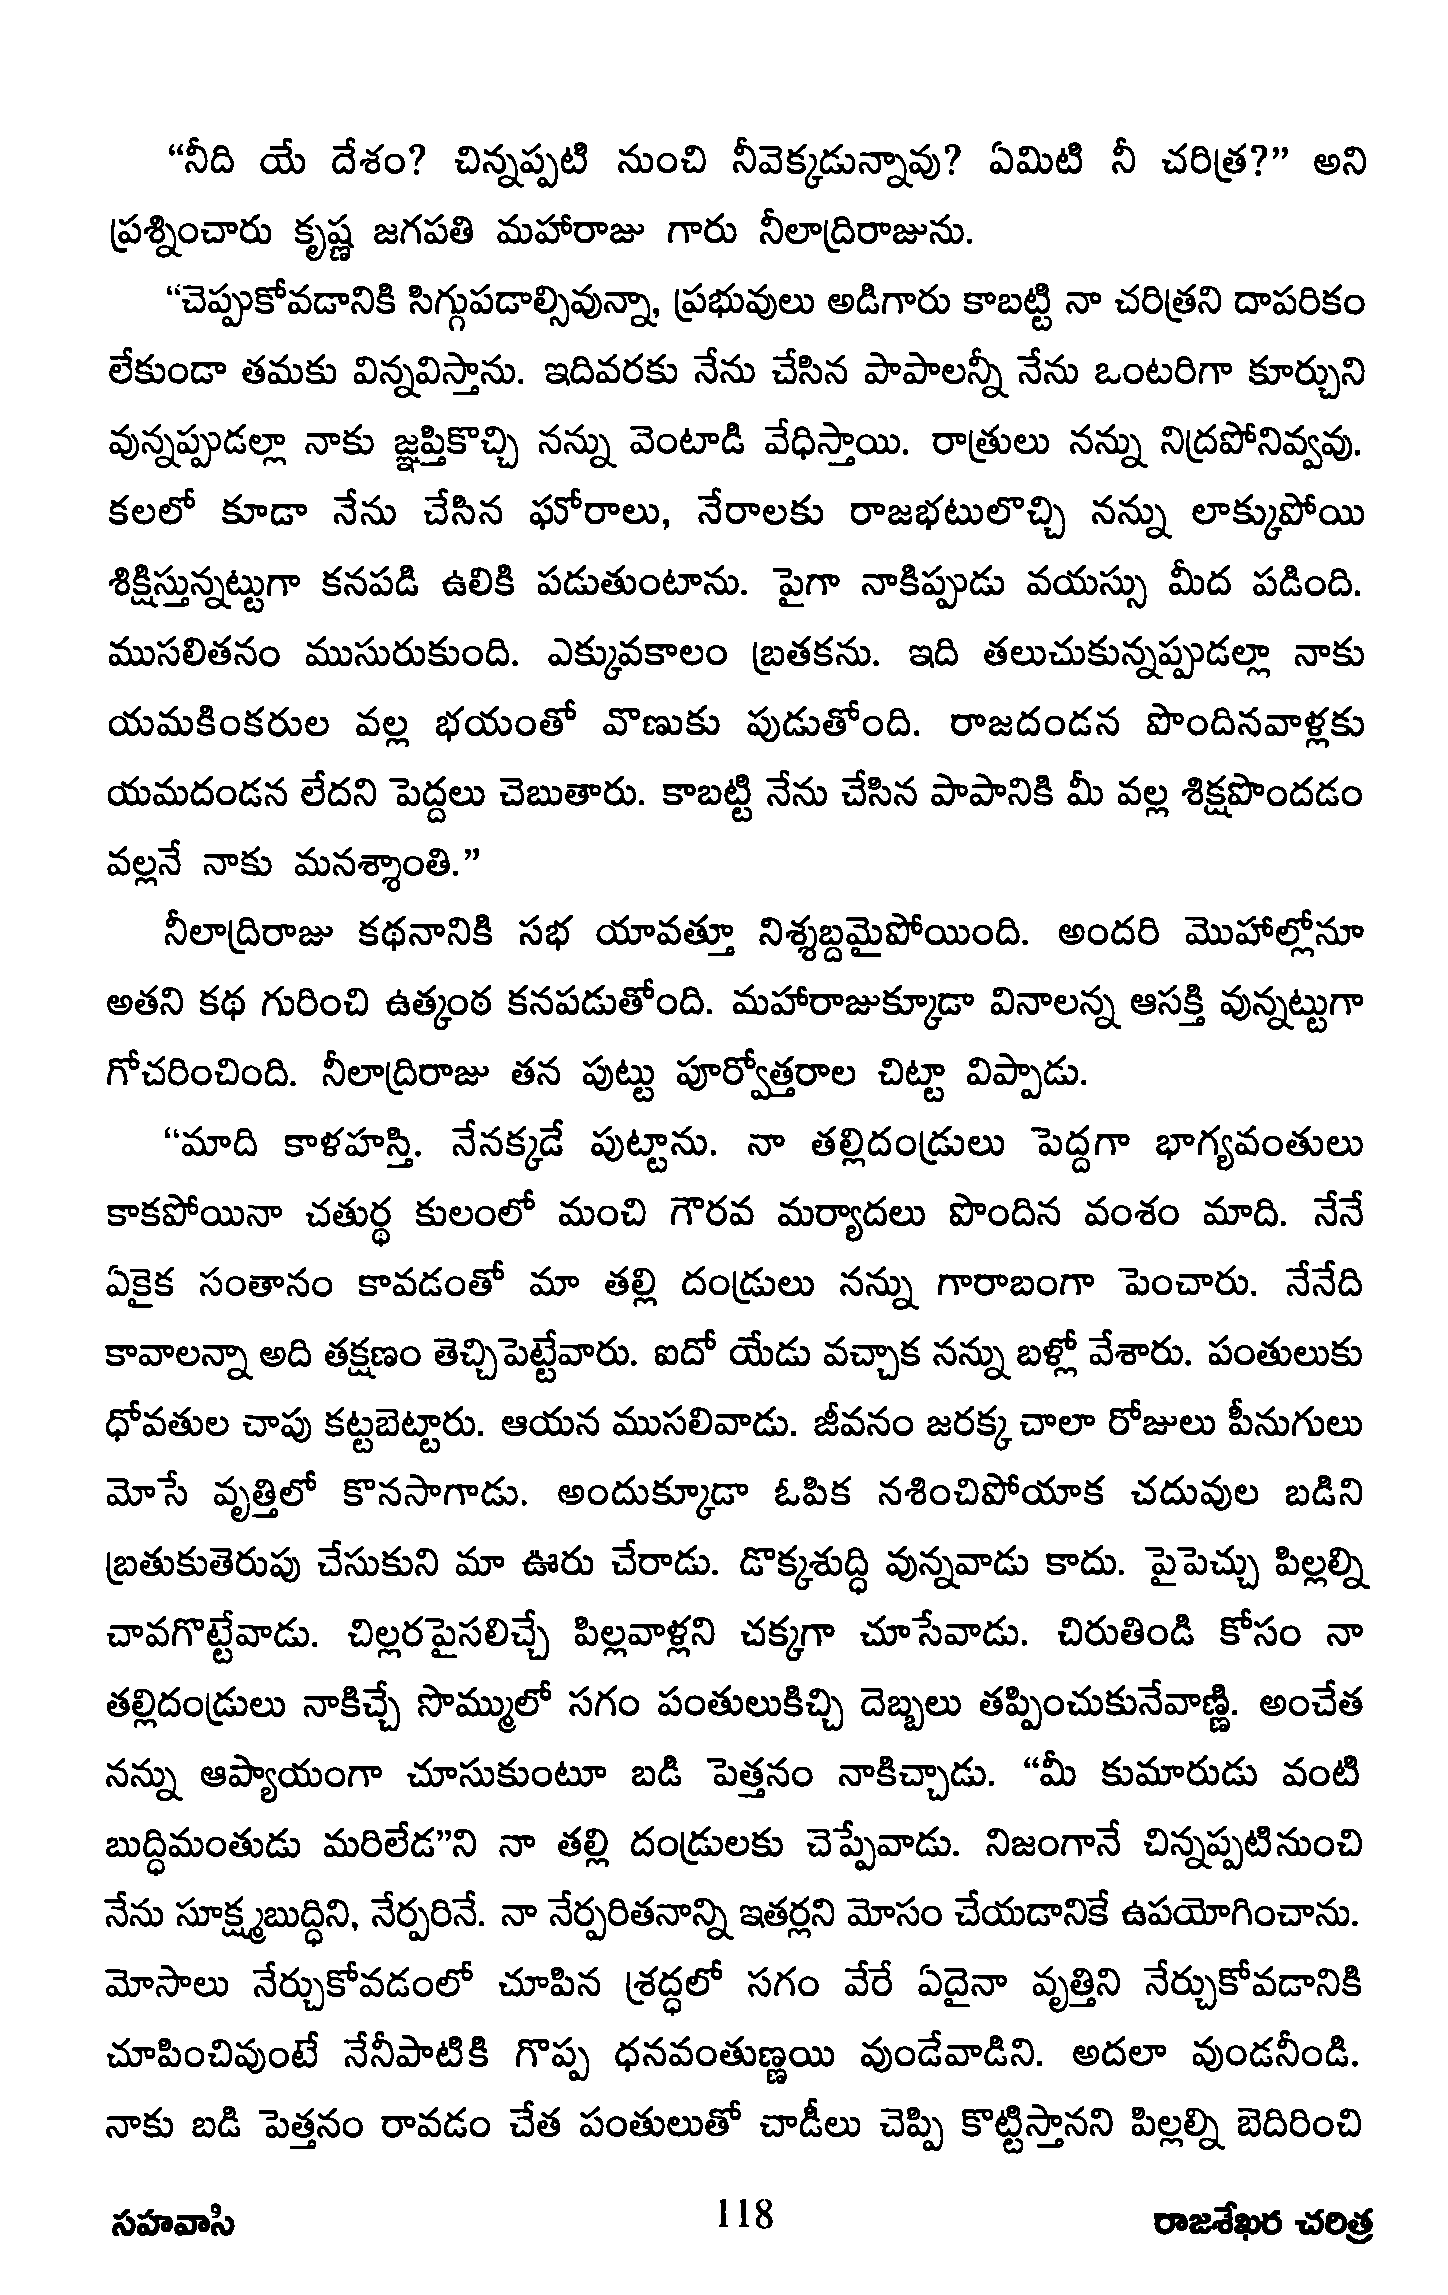 “నీది యే దేశం? చిన్నప్పటి నుంచి నీవెక్కడున్నావు? ఏమిటి నీ చరిత్ర?” అని
ప్రశ్నించారు కృష్ణ జగపతి మహారాజు గారు నీలాద్రిరాజును.
“చెప్పుకోవడానికి సిగ్గుపడాల్సివున్నా, ప్రభువులు అడిగారు కాబట్టి నా చరిత్రని దాపరికం
లేకుండా తమకు విన్నవిస్తాను. ఇదివరకు నేను చేసిన పాపాలన్నీ నేను ఒంటరిగా కూర్చుని
వున్నప్పుడల్లా నాకు జ్ఞప్తికొచ్చి నన్ను వెంటాడి వేధిస్తాయి. రాత్రులు నన్ను నిద్రపోనివ్వవు.
కలలో కూడా నేను చేసిన ఘోరాలు, నేరాలకు రాజభటులొచ్చి నన్ను లాక్కుపోయి
శిక్షిస్తున్నట్టుగా కనపడి ఉలికి పడుతుంటాను. పైగా నాకిప్పుడు వయస్సు మీద పడింది.
ముసలితనం ముసురుకుంది. ఎక్కువకాలం బ్రతకను. ఇది తలుచుకున్నప్పుడల్లా నాకు
యమకింకరుల వల్ల భయంతో వొణుకు పుడుతోంది. రాజదండన పొందినవాళ్లకు
యమదండన లేదని పెద్దలు చెబుతారు. కాబట్టి నేను చేసిన పాపానికి మీ వల్ల శిక్షపొందడం
వల్లనే నాకు మనశ్శాంతి.”
నీలాద్రిరాజు కథనానికి సభ యావత్తూ నిశ్శబ్దమైపోయింది. అందరి మొహాల్లోనూ
అతని కథ గురించి ఉత్కంఠ కనపడుతోంది. మహారాజుక్కూడా వినాలన్న ఆసక్తి వున్నట్టుగా
గోచరించింది. నీలాద్రిరాజు తన పుట్టు పూర్వోత్తరాల చిట్టా విప్పాడు.
“మాది కాళహస్తి. నేనక్కడే పుట్టాను. నా తల్లిదండ్రులు పెద్దగా భాగ్యవంతులు
కాకపోయినా చతుర్థ కులంలో మంచి గౌరవ మర్యాదలు పొందిన వంశం మాది. నేనే
ఏకైక సంతానం కావడంతో మా తల్లి దండ్రులు నన్ను గారాబంగా పెంచారు. నేనేది
కావాలన్నా అది తక్షణం తెచ్చిపెట్టేవారు. ఐదో యేడు వచ్చాక నన్ను బళ్లో వేశారు. పంతులుకు
ధోవతుల చాపు కట్టబెట్టారు. ఆయన ముసలివాడు. జీవనం జరక్క చాలా రోజులు పీనుగులు
మోసే వృత్తిలో కొనసాగాడు. అందుక్కూడా ఓపిక నశించిపోయాక చదువుల బడిని
బ్రతుకుతెరువు చేసుకుని మా ఊరు చేరాడు. డొక్కశుద్ధి వున్నవాడు కాదు. పైపెచ్చు పిల్లల్ని
చావగొట్టేవాడు. చిల్లరపైసలిచ్చే పిల్లవాళ్లని చక్కగా చూసేవాడు. చిరుతిండి కోసం నా
తల్లిదండ్రులు నాకిచ్చే సొమ్ములో సగం పంతులుకిచ్చి దెబ్బలు తప్పించుకునేవాణ్ణి. అంచేత
నన్ను ఆప్యాయంగా చూసుకుంటూ బడి పెత్తనం నాకిచ్చాడు. “మీ కుమారుడు వంటి
బుద్ధిమంతుడు మరిలేడ”ని నా తల్లి దండ్రులకు చెప్పేవాడు. నిజంగానే చిన్నప్పటినుంచి
నేను సూక్ష్మబుద్ధిని, నేర్పరినే. నా నేర్పరితనాన్ని ఇతర్లని మోసం చేయడానికే ఉపయోగించాను.
మోసాలు నేర్చుకోవడంలో చూపిన శ్రద్ధలో సగం వేరే ఏదైనా వృత్తిని నేర్చుకోవడానికి
చూపించివుంటే నేనీపాటికి గొప్ప ధనవంతుణ్ణయి వుండేవాడిని. అదలా వుండనీండి.
నాకు బడి పెత్తనం రావడం చేత పంతులుతో చాడీలు చెప్పి కొట్టిస్తానని పిల్లల్ని బెదిరించి
సహవాసి 118 రాజశేఖర చరిత్ర